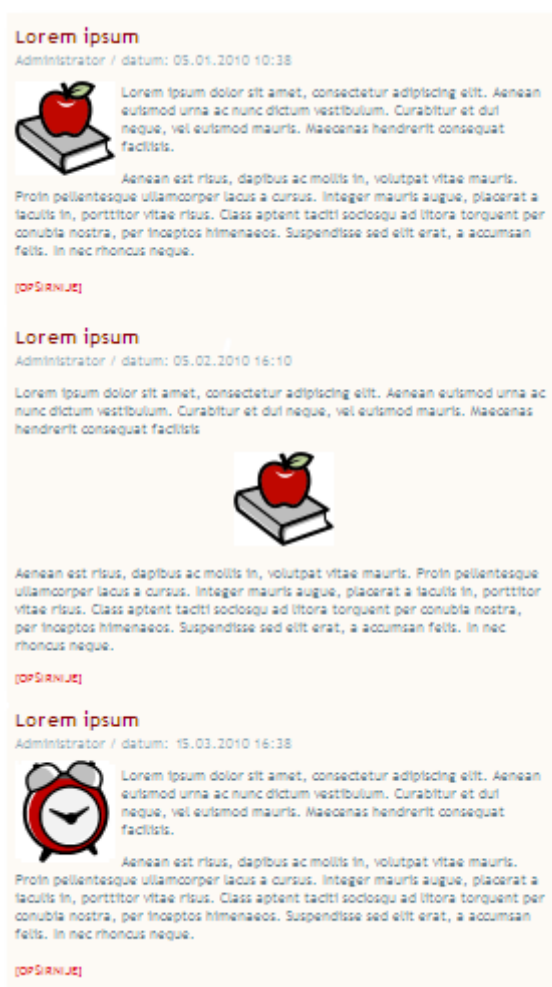 Lorem ipsum
Administrator / datum: 05.01.2010 10:38
Lorem ipsum dolor sit amet, consectetur adipiscing elit. Aenean
euismod urna ac nunc dictum vestibulum. Curabitur et dui
neque, vel euismod mauris. Maecenas hendrerit consequat
facilisis.
Aenean est risus, dapibus ac mollis in, volutpat vitae mauris.
Proin pellentesque ullamcorper lacus a cursus. Integer mauris augue, placerat a
iaculis in, porttitor vitae risus. Class aptent taciti sociosqu ad litora torquent per
conubia nostra, per inceptos himenaeos. Suspendisse sed elit erat, a accumsan
felis. In nec rhoncus neque.
[OPŠIRNIJE]
Lorem ipsum
Administrator / datum: 05.02.2010 16:10
Lorem ipsum dolor sit amet, consectetur adipiscing elit. Aenean euismod urna ac
nunc dictum vestibulum. Curabitur et dui neque, vel euismod mauris. Maecenas
hendrerit consequat facilisis
Aenean est risus, dapibus ac mollis in, volutpat vitae mauris. Proin pellentesque
ullamcorper lacus a cursus. Integer mauris augue, placerat a iaculis in, porttitor
vitae risus. Class aptent taciti sociosqu ad litora torquent per conubia nostra,
per inceptos himenaeos. Suspendisse sed elit erat, a accumsan felis. In nec
rhoncus neque.
[OPŠIRNIJE]
Lorem ipsum
Administrator / datum: 15.03.2010 16:38
Lorem ipsum dolor sit amet, consectetur adipiscing elit. Aenean
euismod urna ac nunc dictum vestibulum. Curabitur et dui
neque, vel euismod mauris. Maecenas hendrerit consequat
facilisis.
Aenean est risus, dapibus ac mollis in, volutpat vitae mauris.
Proin pellentesque ullamcorper lacus a cursus. Integer mauris augue, placerat a
iaculis in, porttitor vitae risus. Class aptent taciti sociosqu ad litora torquent per
conubia nostra, per inceptos himenaeos. Suspendisse sed elit erat, a accumsan
felis. In nec rhoncus neque.
[OPŠIRNIJE]